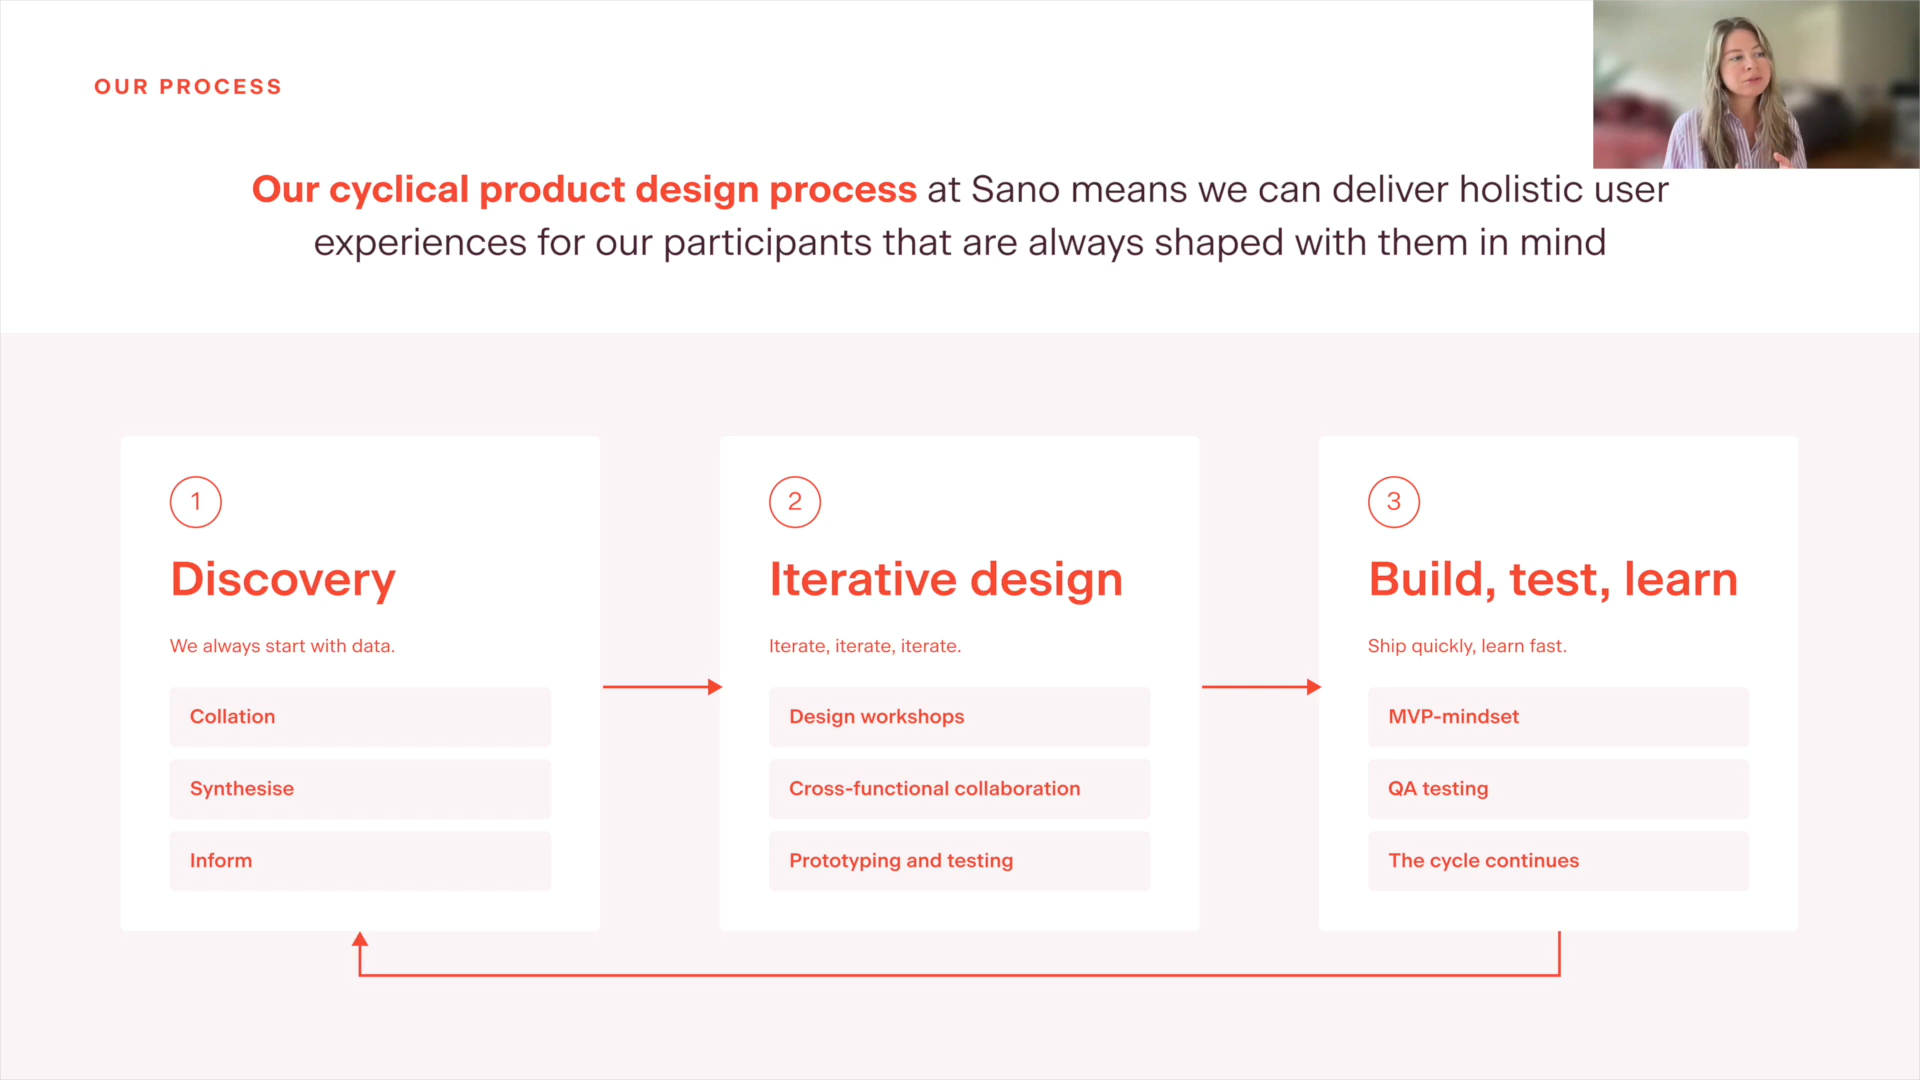 OUR PROCESS
Our cyclical product design process at Sano means we can deliver holistic user
experiences for our participants that are always shaped with them in mind
1
Discovery
We always start with data.
Collation
Synthesise
Inform
2
Iterative design
Iterate, iterate, iterate.
Design workshops
Cross-functional collaboration
Prototyping and testing
3
Build, test, learn
Ship quickly, learn fast.
MVP-mindset
QA testing
The cycle continues